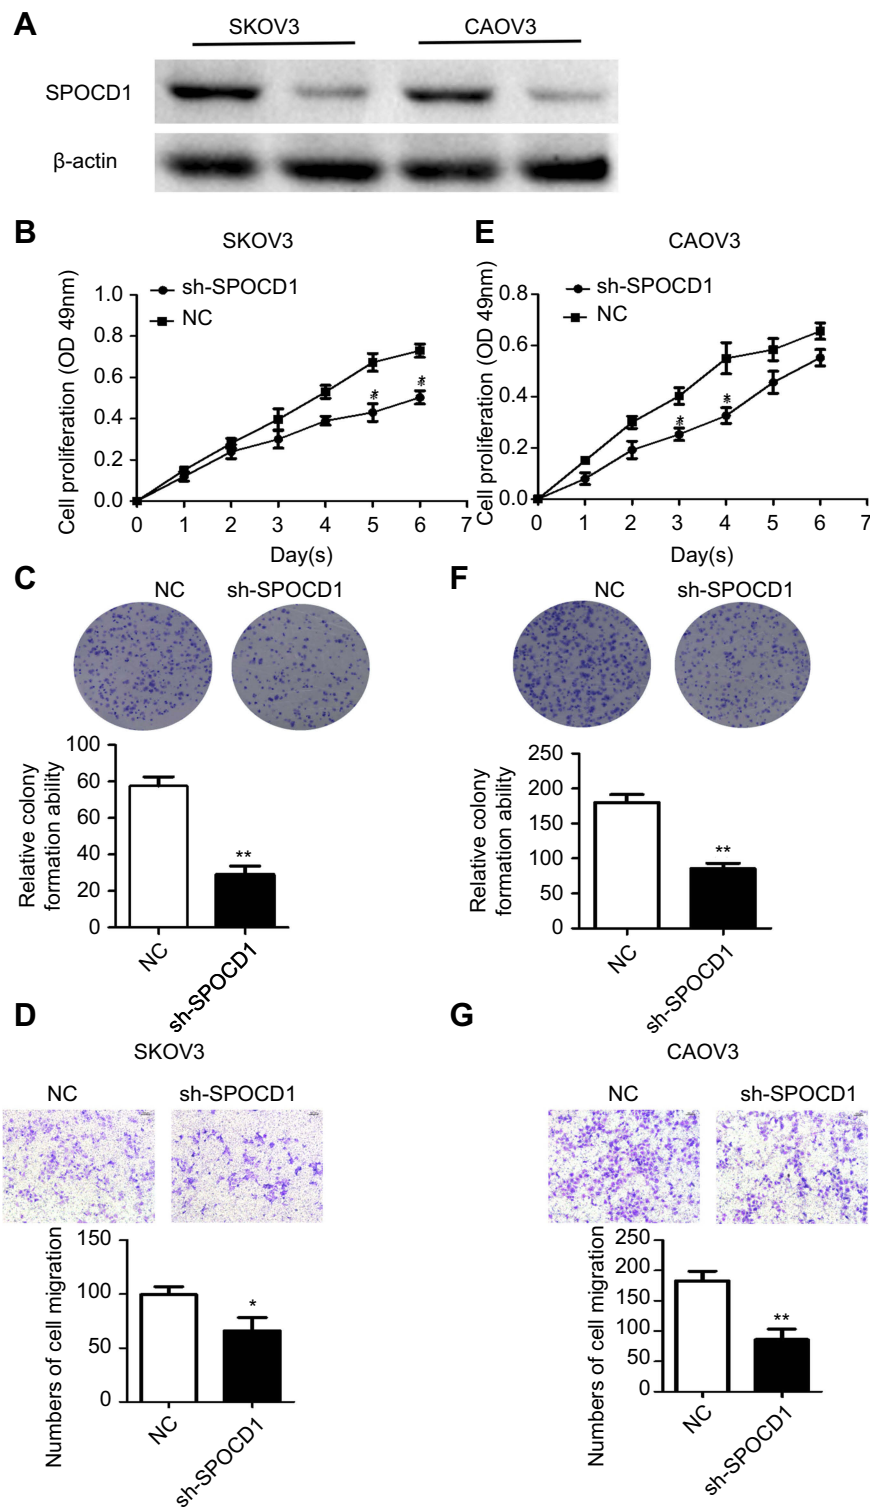 A
SKOV3 CAOV3
SPOCD1
β-actin
B
SKOV3
Cell proliferation (OD 49nm)
sh-SPOCD1
NC
1.0
0.8
0.6
0.4
0.2
0.0
* *
0 1 2 3 4 5 6 7
Day(s)
E
CAOV3
Cell proliferation (OD 49nm)
sh-SPOCD1
NC
0.8
0.6
0.4
0.2
0.0
* *
0 1 2 3 4 5 6 7
Day(s)
C
NC sh-SPOCD1
Relative colony
formation ability
100
80
60
40
20
0
**
NC
sh-SPOCD1
F
NC sh-SPOCD1
Relative colony
formation ability
250
200
150
100
50
0
**
NC
sh-SPOCD1
D
SKOV3
NC sh-SPOCD1
Numbers of cell migration
150
100
50
0
*
NC
sh-SPOCD1
G
CAOV3
NC sh-SPOCD1
Numbers of cell migration
250
200
150
100
50
0
**
NC
sh-SPOCD1